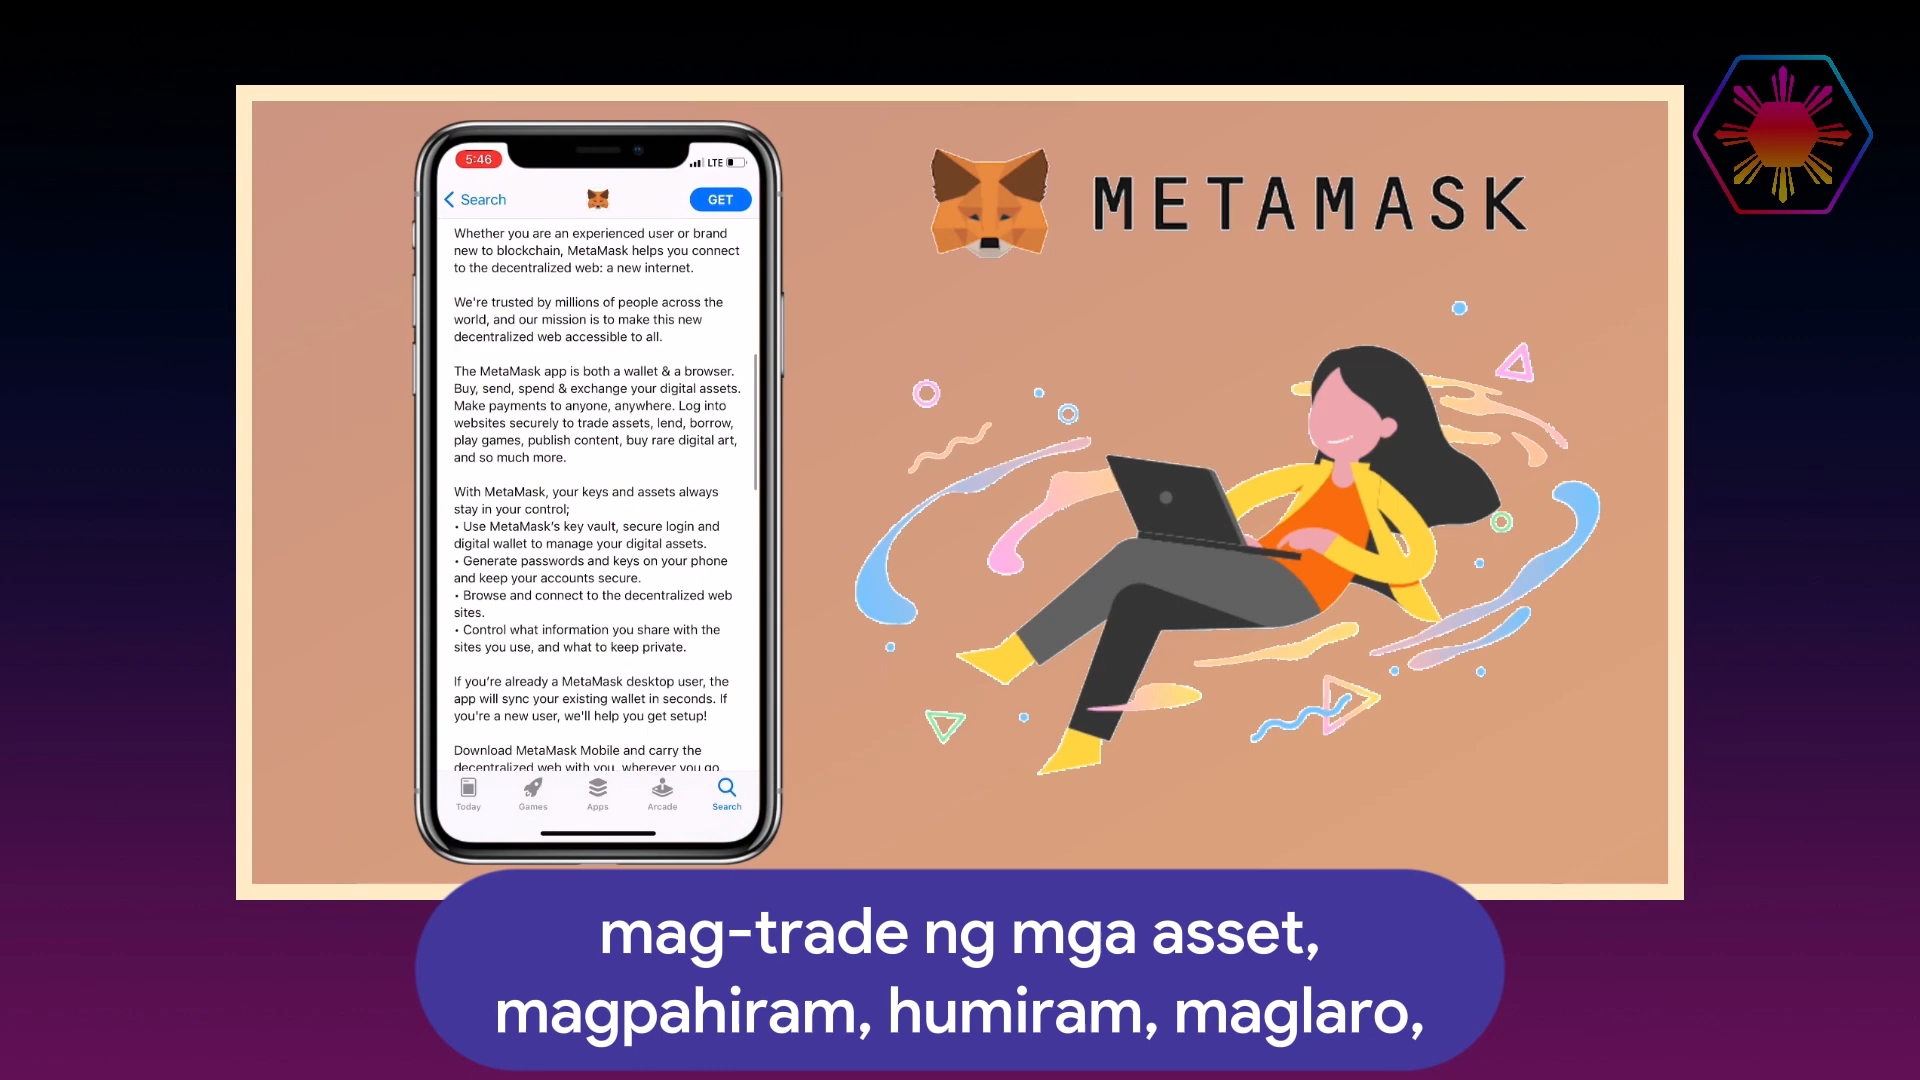 5:46
LTE
Search
GET
Whether you are an experienced user or brand
new to blockchain, MetaMask helps you connect
to the decentralized web: a new internet.
We're trusted by millions of people across the
world, and our mission is to make this new
decentralized web accessible to all.
The MetaMask app is both a wallet & a browser.
Buy, send, spend & exchange your digital assets.
Make payments to anyone, anywhere. Log into
websites securely to trade assets, lend, borrow,
play games, publish content, buy rare digital art,
and so much more.
With MetaMask, your keys and assets always
stay in your control;
• Use MetaMask's key vault, secure login and
digital wallet to manage your digital assets.
• Generate passwords and keys on your phone
and keep your accounts secure.
• Browse and connect to the decentralized web
sites.
• Control what information you share with the
sites you use, and what to keep private.
If you're already a MetaMask desktop user, the
app will sync your existing wallet in seconds. If
you're a new user, we'll help you get setup!
Download MetaMask Mobile and carry the
decentralized web with you, wherever you go
Today
Games
Apps
Arcade
Search
METAMASK
mag-trade ng mga asset,
magpahiram, humiram, maglaro,